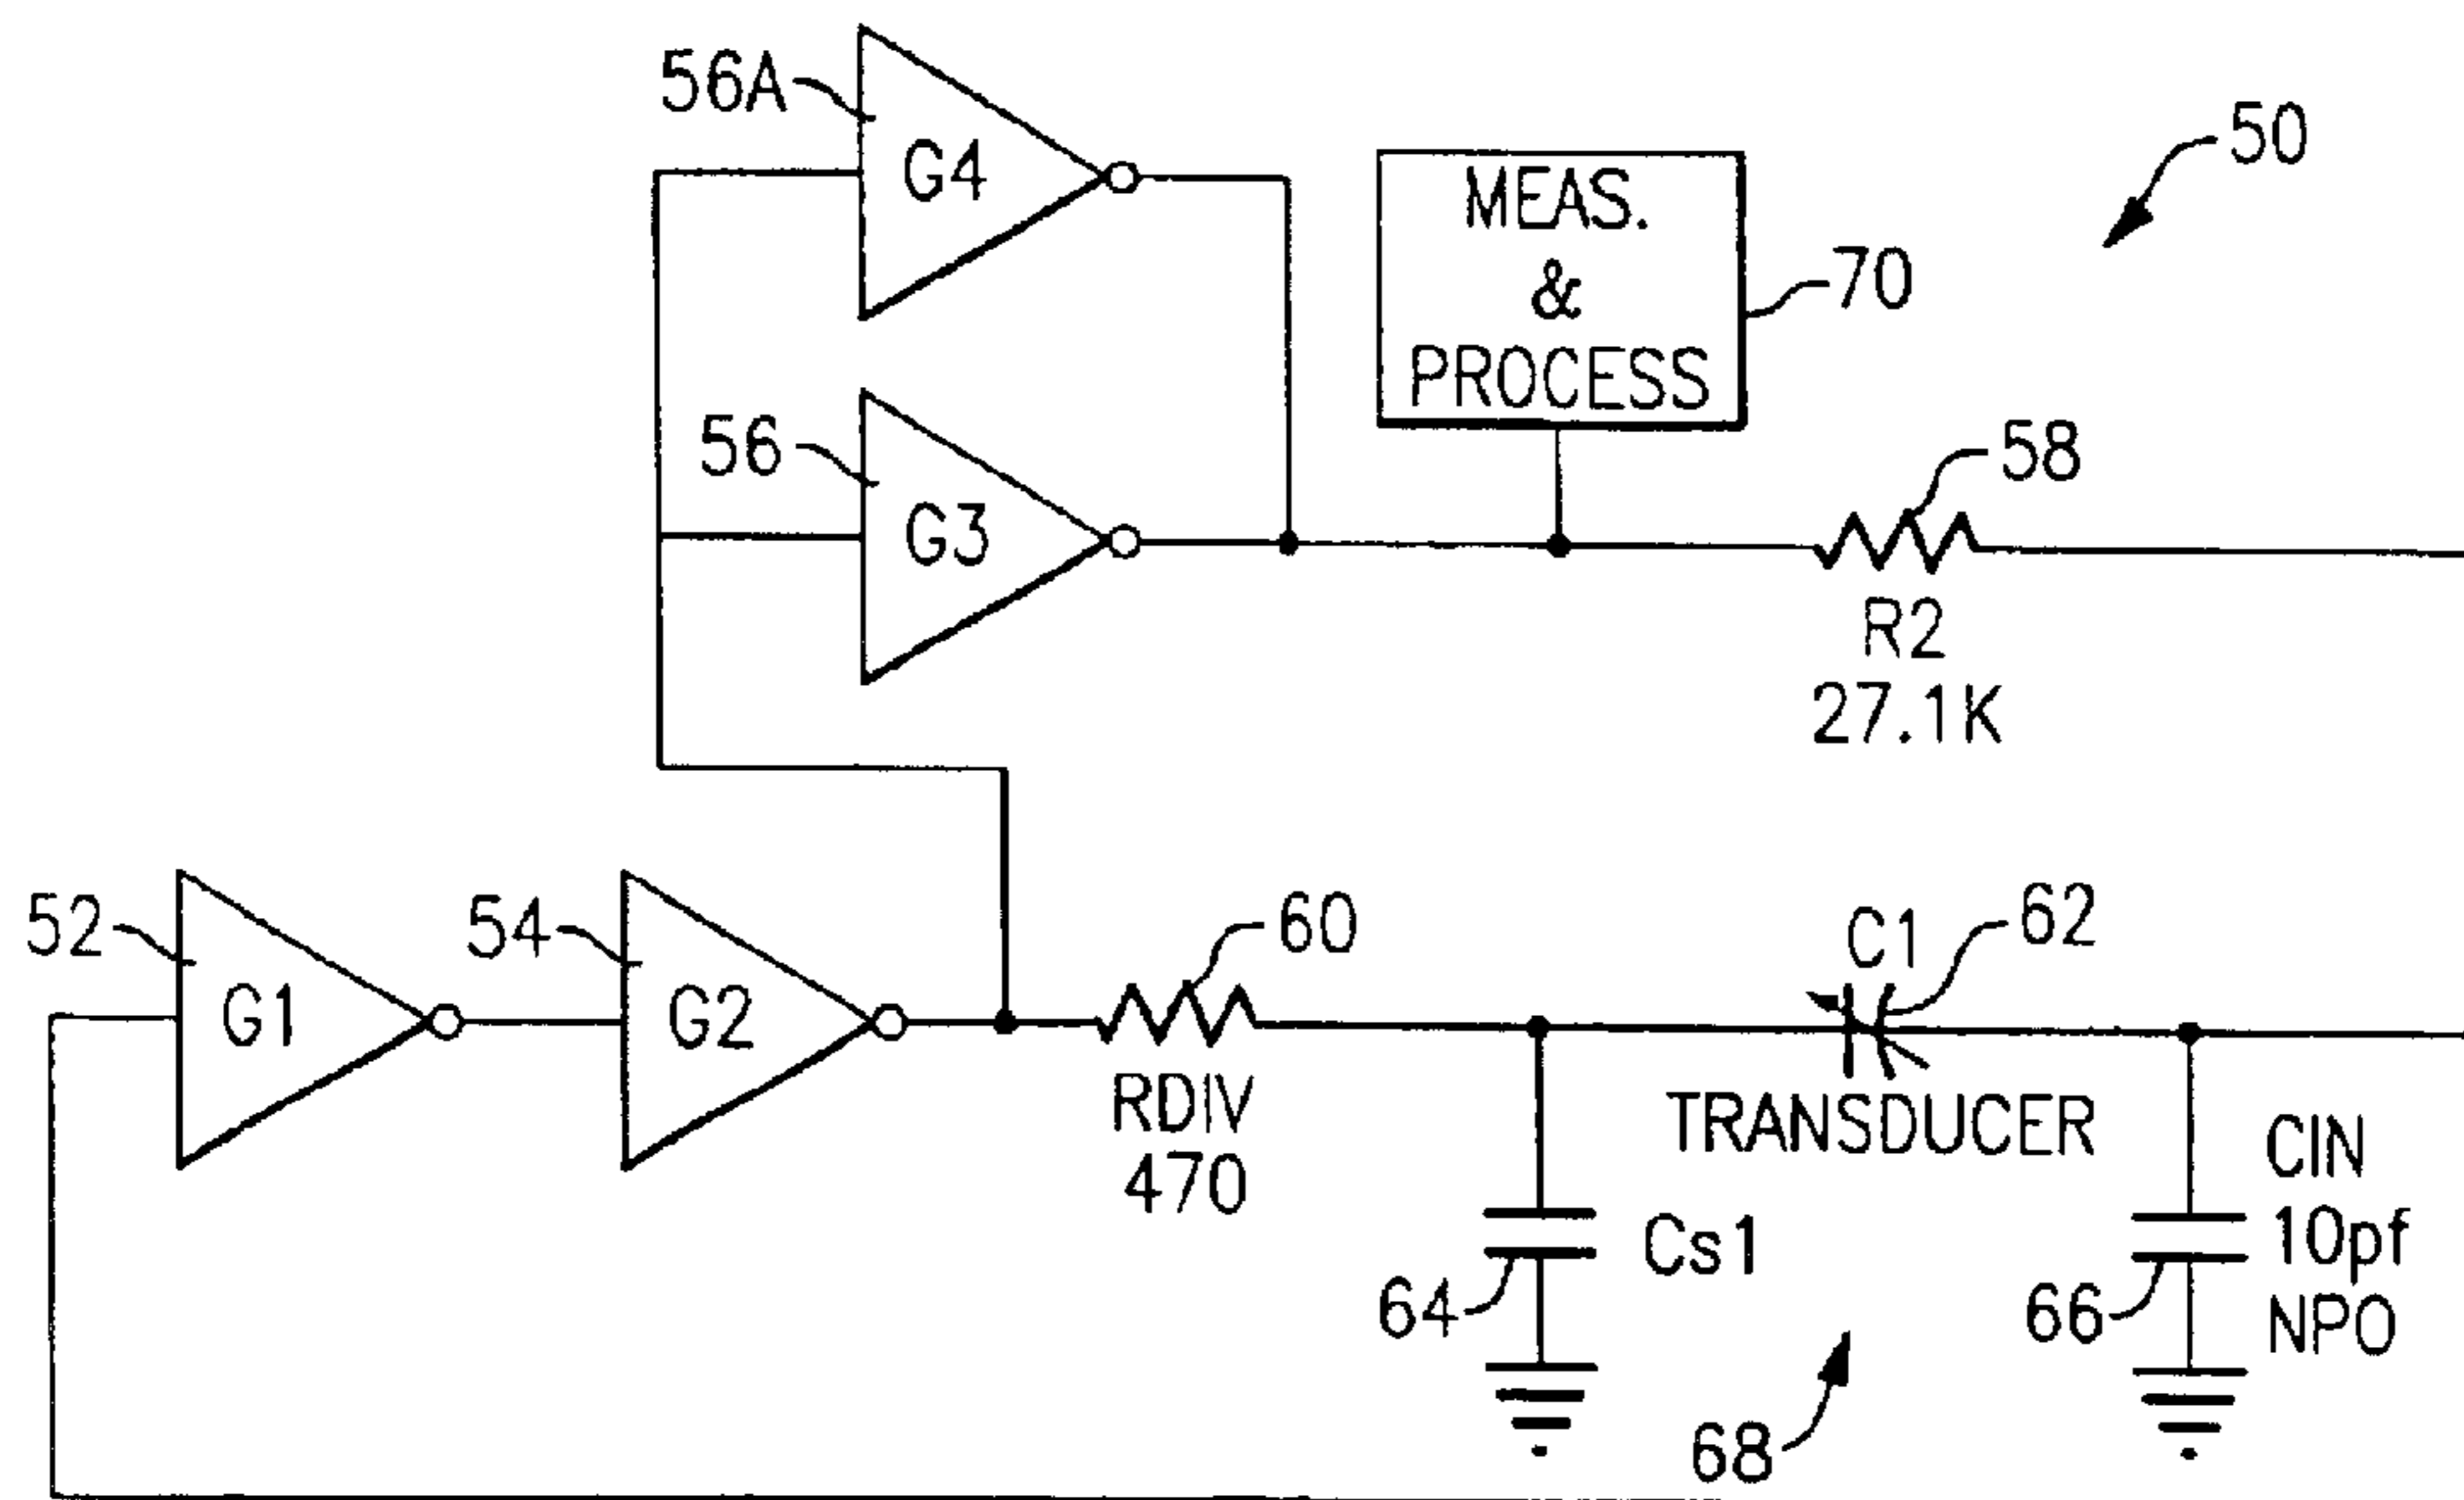 56A
G4
MEAS.
&
PROCESS
50
70
56
G3
58
R2
27.1K
52
G1
54
G2
60
RDIV
470
C1
62
TRANSDUCER
Cs1
64
CIN
10pf
NPO
66
68